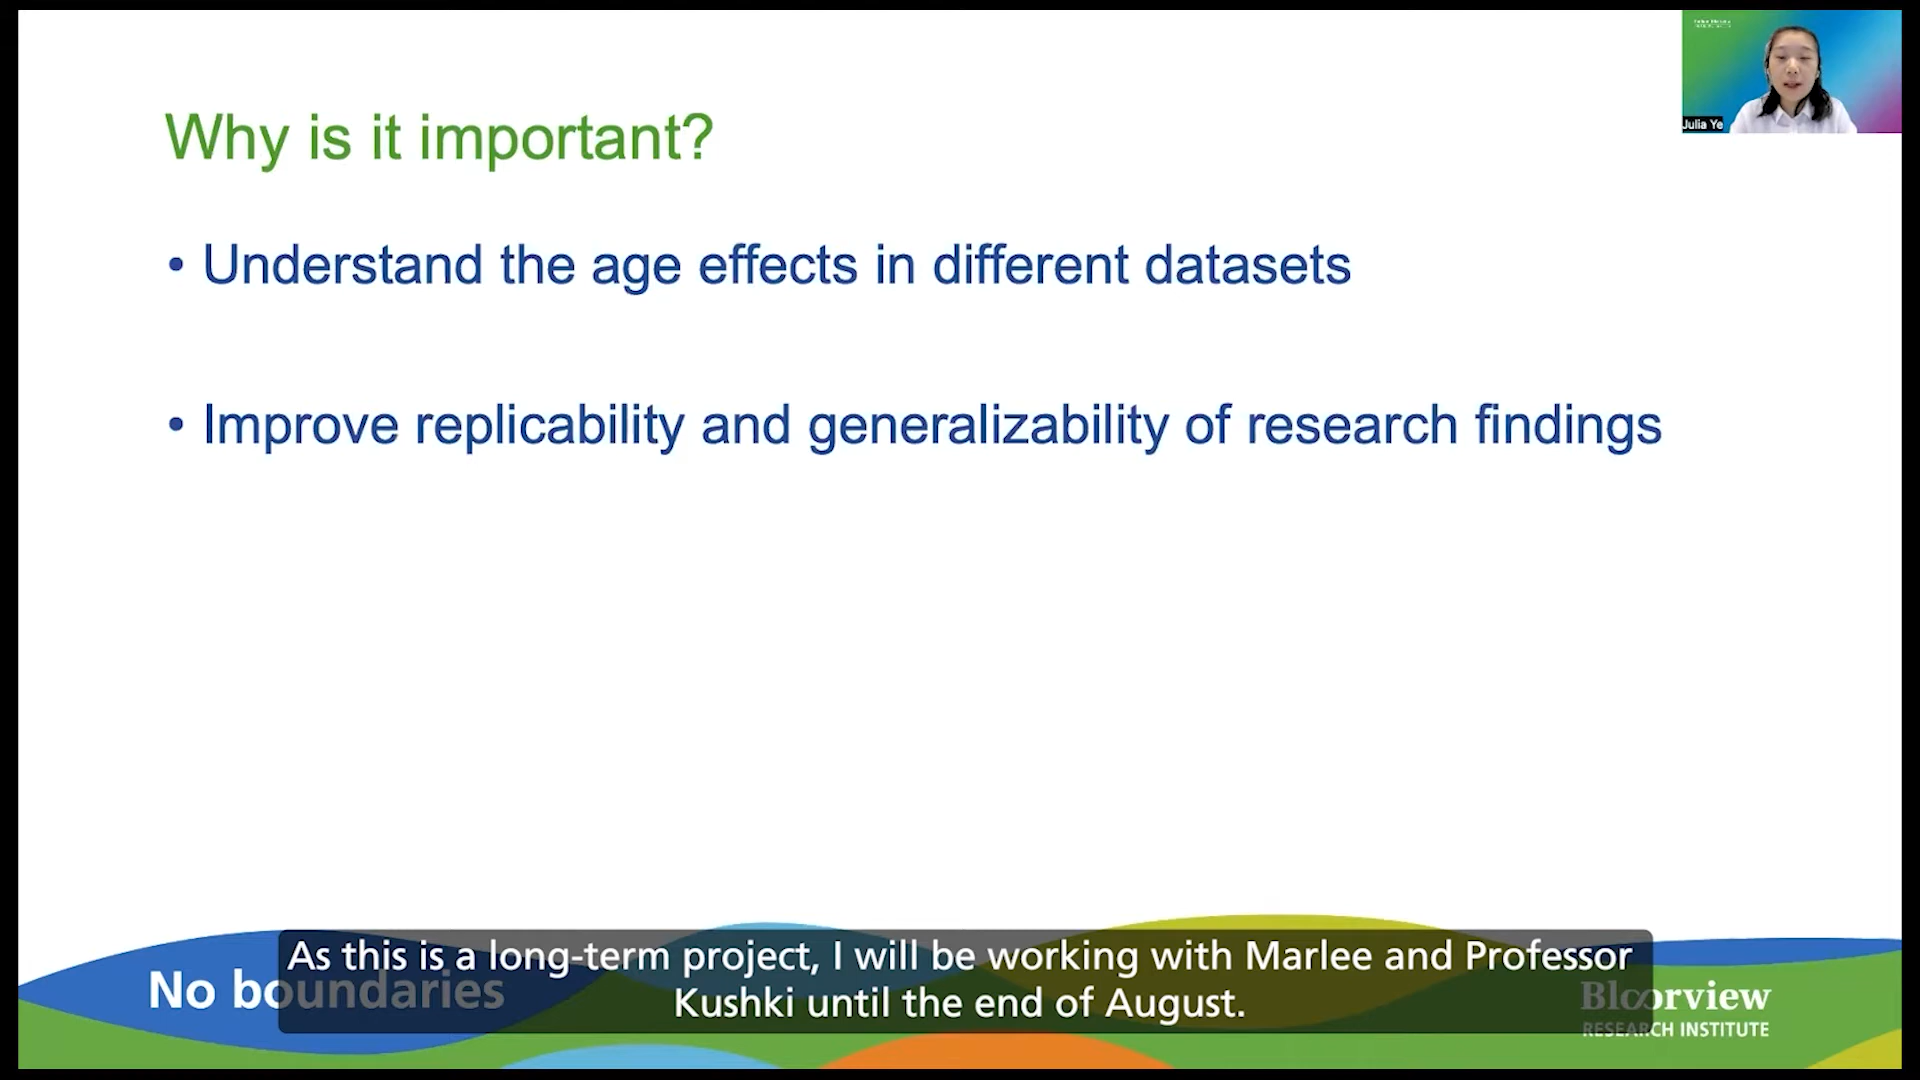 Why is it important?
• Understand the age effects in different datasets
• Improve replicability and generalizability of research findings
Julia Ye
As this is a long-term project, I will be working with Marlee and Professor
Kushki until the end of August.
No boundaries
Bloorview
RESEARCH INSTITUTE